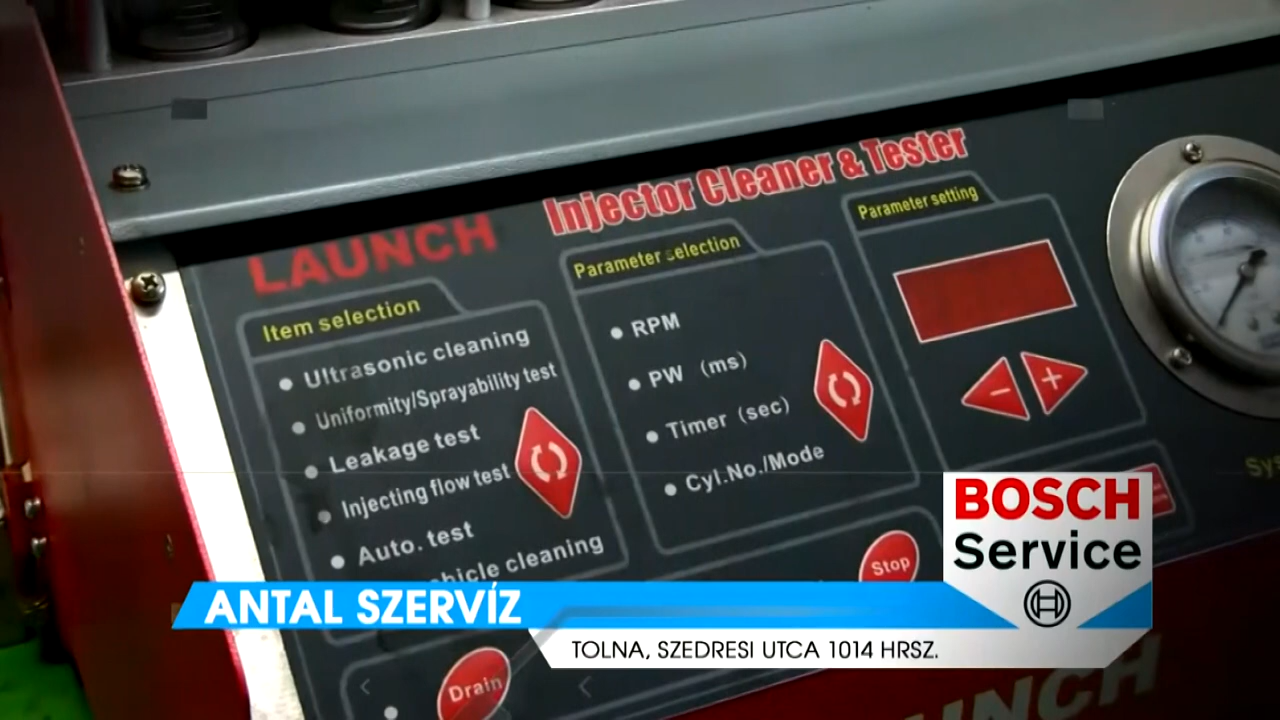 Injector Cleaner & Tester
LAUNCH
Item selection
Ultrasonic cleaning
Uniformity/Sprayability test
Leakage test
Injecting flow test
Auto. test
cleaning
Parameter selection
RPM
PW (ms)
Timer (sec)
Cyl.No./Mode
Parameter setting
− +
Stop
Drain
BOSCH
Service
ANTAL SZERVÍZ
TOLNA, SZEDRESI UTCA 1014 HRSZ.